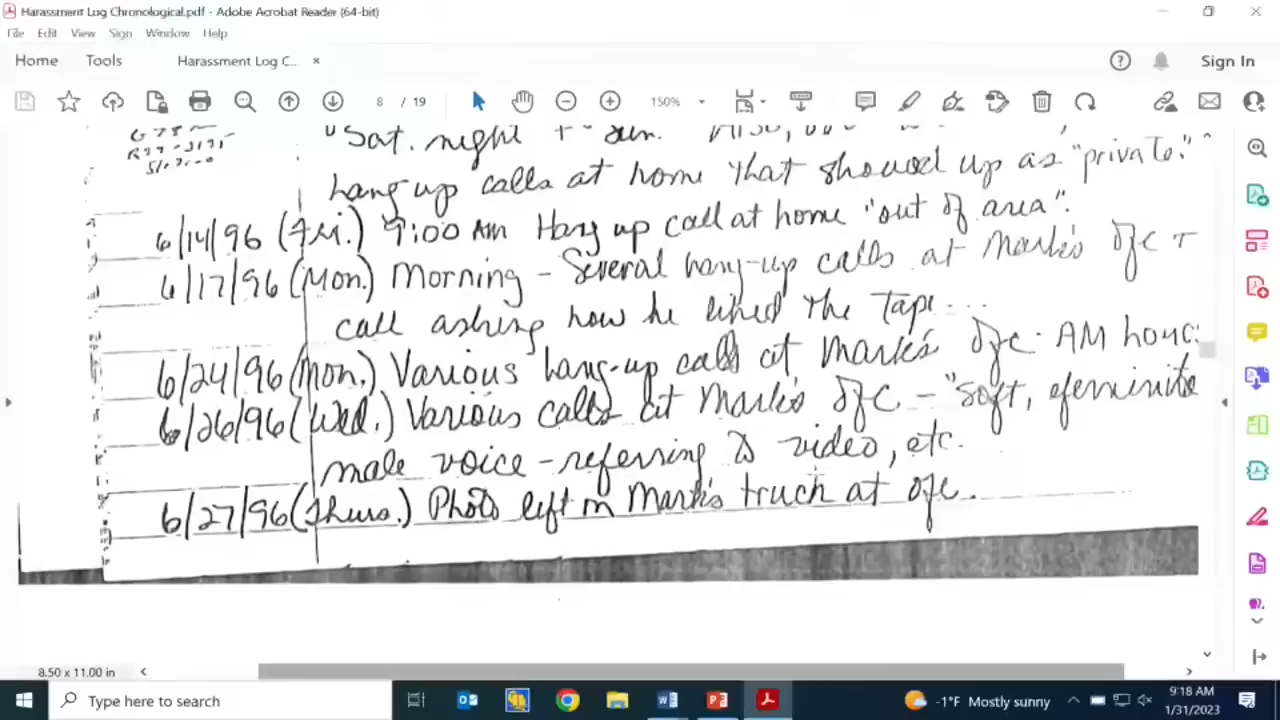 Harassment Log Chronological.pdf - Adobe Acrobat Reader (64-bit)
File Edit View Sign Window Help
Home Tools Harassment Log C... × Sign In
8 / 19 150%
"Sat. night + Sun. Also,
hang up calls at home that showed up as "private."
6/14/96 (Fri.) 9:00 AM Hang up call at home "out of area".
6/17/96 (Mon.) Morning - Several hang-up calls at Mark's ofc +
call asking how he liked the tape...
6/24/96 (Mon.) Various hang-up calls at Mark's ofc. AM hours
6/26/96 (Wed.) Various calls at Mark's ofc - "soft, efeminite
male voice - referring to video, etc.
6/27/96 (Thurs.) Photo left in Mark's truck at ofc.
8.50 x 11.00 in
Type here to search
-1°F Mostly sunny
9:18 AM
1/31/2023